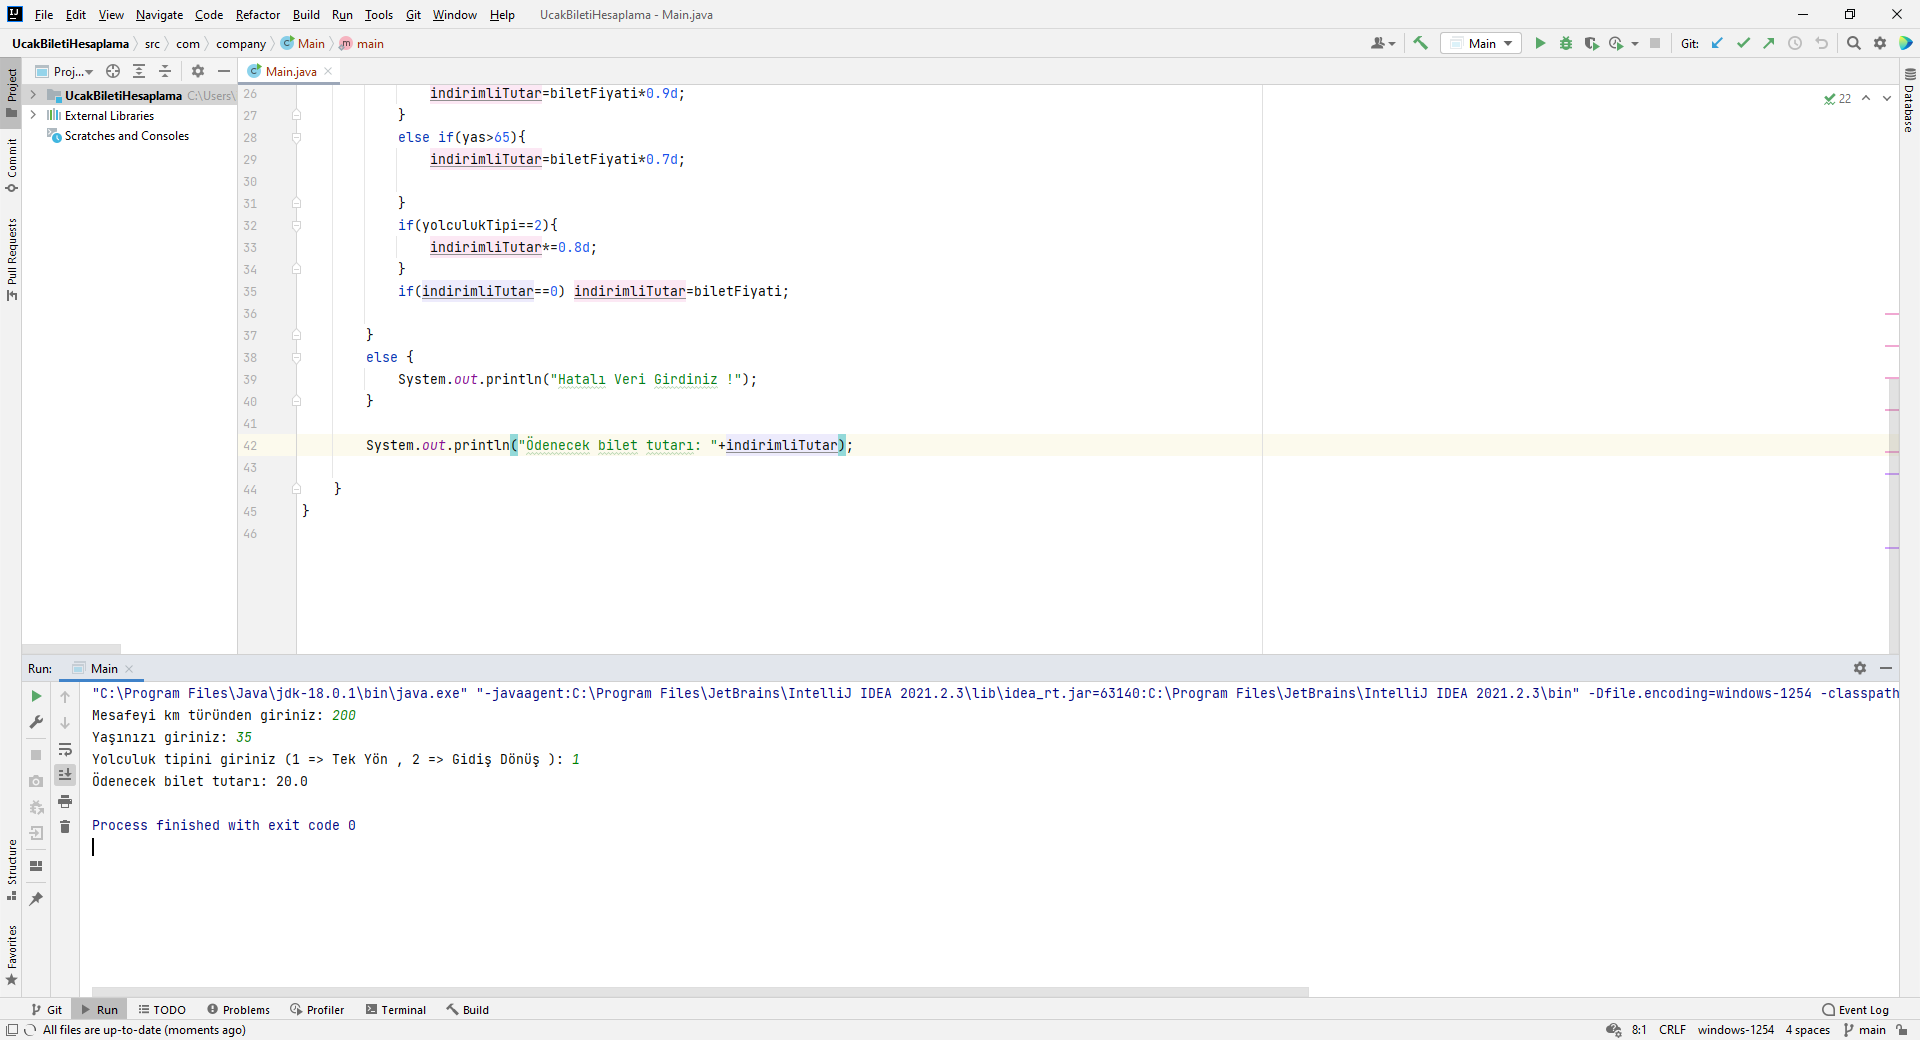 File Edit View Navigate Code Refactor Build Run Tools Git Window Help UcakBiletiHesaplama - Main.java
UcakBiletiHesaplama src com company Main main
Main Git:
Proj... Main.java
Project
Commit
Pull Requests
Structure
Favorites
Database
UcakBiletiHesaplama C:\Users\
External Libraries
Scratches and Consoles
22
26 indirimliTutar=biletFiyati*0.9d;
27 }
28 else if(yas>65){
29 indirimliTutar=biletFiyati*0.7d;
30
31 }
32 if(yolculukTipi==2){
33 indirimliTutar*=0.8d;
34 }
35 if(indirimliTutar==0) indirimliTutar=biletFiyati;
36
37 }
38 else {
39 System.out.println("Hatalı Veri Girdiniz !");
40 }
41
42 System.out.println("Ödenecek bilet tutarı: "+indirimliTutar);
43
44 }
45 }
46
Run: Main
"C:\Program Files\Java\jdk-18.0.1\bin\java.exe" "-javaagent:C:\Program Files\JetBrains\IntelliJ IDEA 2021.2.3\lib\idea_rt.jar=63140:C:\Program Files\JetBrains\IntelliJ IDEA 2021.2.3\bin" -Dfile.encoding=windows-1254 -classpath
Mesafeyi km türünden giriniz: 200
Yaşınızı giriniz: 35
Yolculuk tipini giriniz (1 => Tek Yön , 2 => Gidiş Dönüş ): 1
Ödenecek bilet tutarı: 20.0
Process finished with exit code 0
Git Run TODO Problems Profiler Terminal Build Event Log
All files are up-to-date (moments ago) 8:1 CRLF windows-1254 4 spaces main